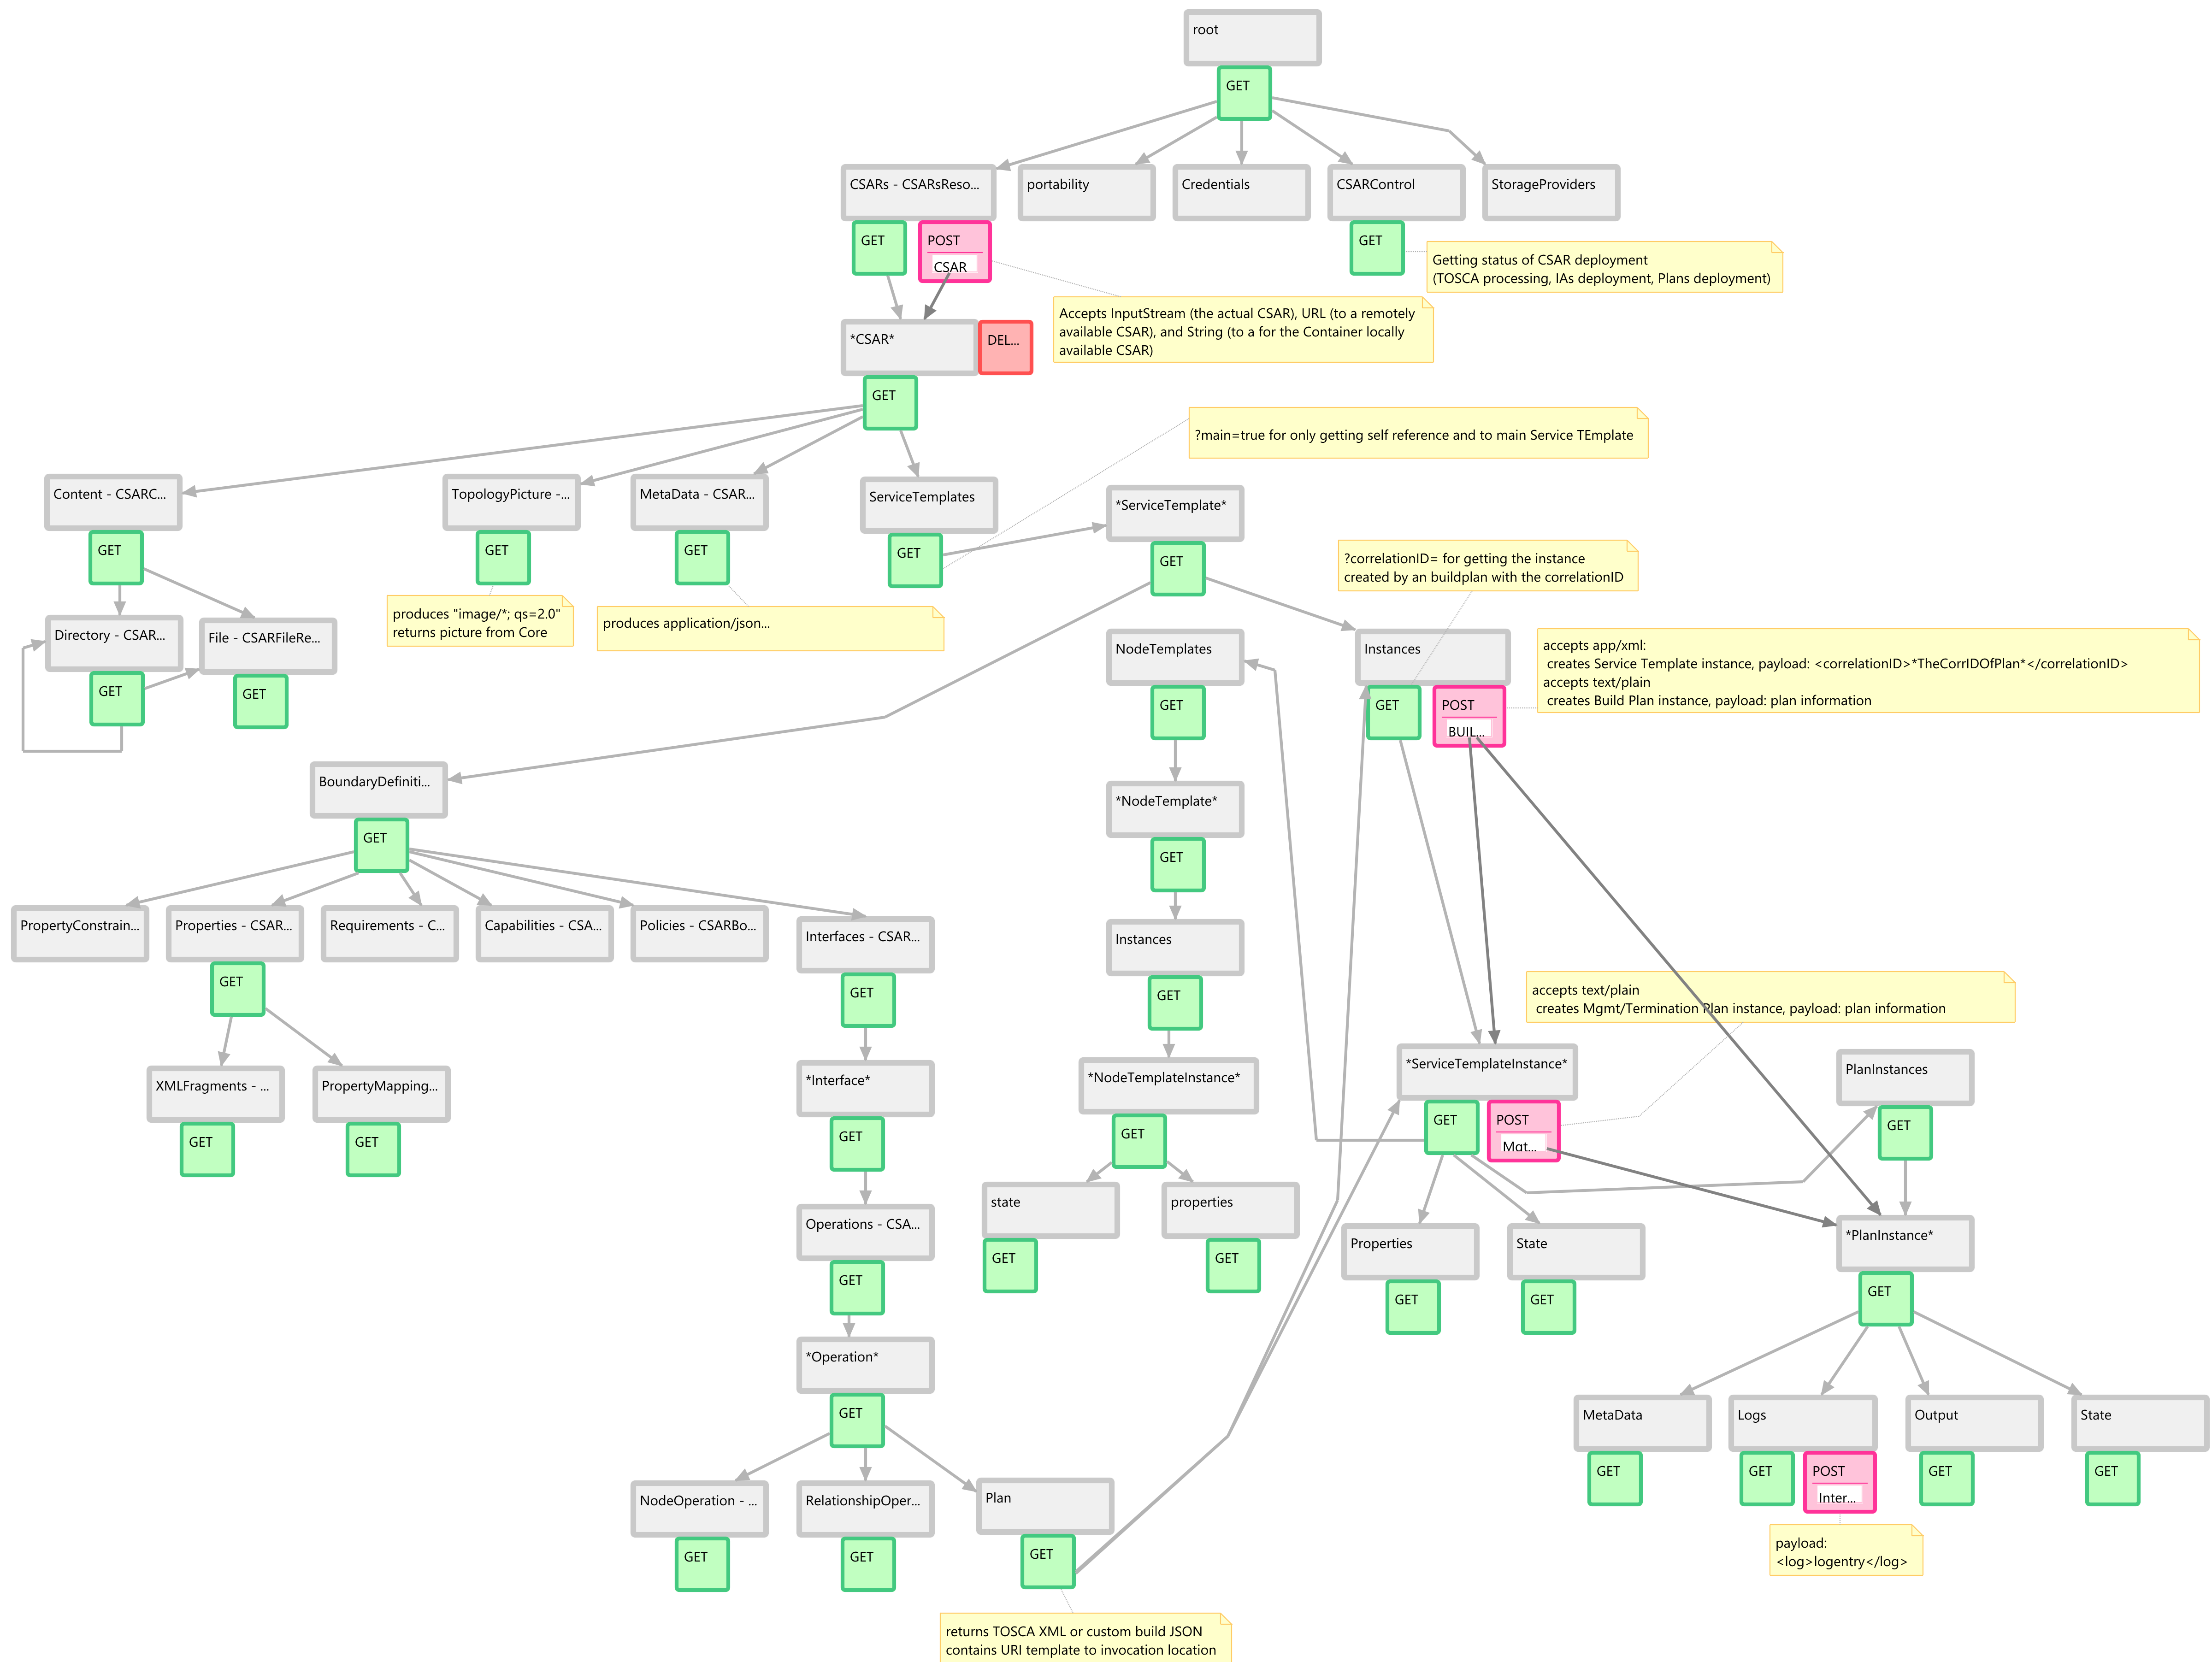 root
GET
CSARs - CSARsReso...
portability
Credentials
CSARControl
StorageProviders
GET
POST
CSAR
GET
Getting status of CSAR deployment
(TOSCA processing, IAs deployment, Plans deployment)
Accepts InputStream (the actual CSAR), URL (to a remotely
available CSAR), and String (to a for the Container locally
available CSAR)
*CSAR*
DEL...
GET
?main=true for only getting self reference and to main Service TEmplate
Content - CSARC...
TopologyPicture -...
MetaData - CSAR...
ServiceTemplates
*ServiceTemplate*
GET
GET
GET
GET
GET
?correlationID= for getting the instance
created by an buildplan with the correlationID
produces "image/*; qs=2.0"
returns picture from Core
produces application/json...
Directory - CSAR...
File - CSARFileRe...
GET
GET
NodeTemplates
Instances
accepts app/xml:
creates Service Template instance, payload: <correlationID>*TheCorrIDOfPlan*</correlationID>
accepts text/plain
creates Build Plan instance, payload: plan information
GET
GET
POST
BUIL...
BoundaryDefiniti...
GET
*NodeTemplate*
GET
PropertyConstrain...
Properties - CSAR...
Requirements - C...
Capabilities - CSA...
Policies - CSARBo...
Interfaces - CSAR...
Instances
GET
GET
GET
accepts text/plain
creates Mgmt/Termination Plan instance, payload: plan information
XMLFragments - ...
PropertyMapping...
*Interface*
*NodeTemplateInstance*
*ServiceTemplateInstance*
PlanInstances
GET
GET
GET
GET
GET
POST
Mgt...
GET
Operations - CSA...
state
properties
Properties
State
*PlanInstance*
GET
GET
GET
GET
GET
GET
*Operation*
GET
MetaData
Logs
Output
State
GET
GET
POST
Inter...
GET
GET
NodeOperation - ...
RelationshipOper...
Plan
GET
GET
GET
payload:
<log>logentry</log>
returns TOSCA XML or custom build JSON
contains URI template to invocation location